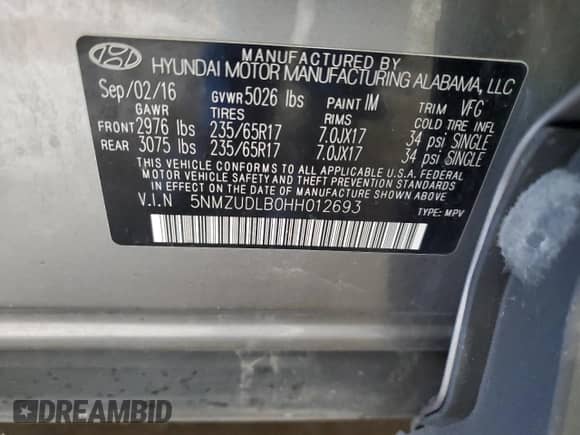 MANUFACTURED BY
HYUNDAI MOTOR MANUFACTURING ALABAMA, LLC
Sep/02/16 GVWR 5026 lbs PAINT IM TRIM VFG
GAWR TIRES RIMS COLD TIRE INFL
FRONT 2976 lbs 235/65R17 7.0JX17 34 psi SINGLE
REAR 3075 lbs 235/65R17 7.0JX17 34 psi SINGLE
THIS VEHICLE CONFORMS TO ALL APPLICABLE U.S.A. FEDERAL
MOTOR VEHICLE SAFETY AND THEFT PREVENTION STANDARDS
IN EFFECT ON THE DATE OF MANUFACTURE SHOWN ABOVE.
V.I.N 5NMZUDLB0HH012693 TYPE: MPV
DREAMBID